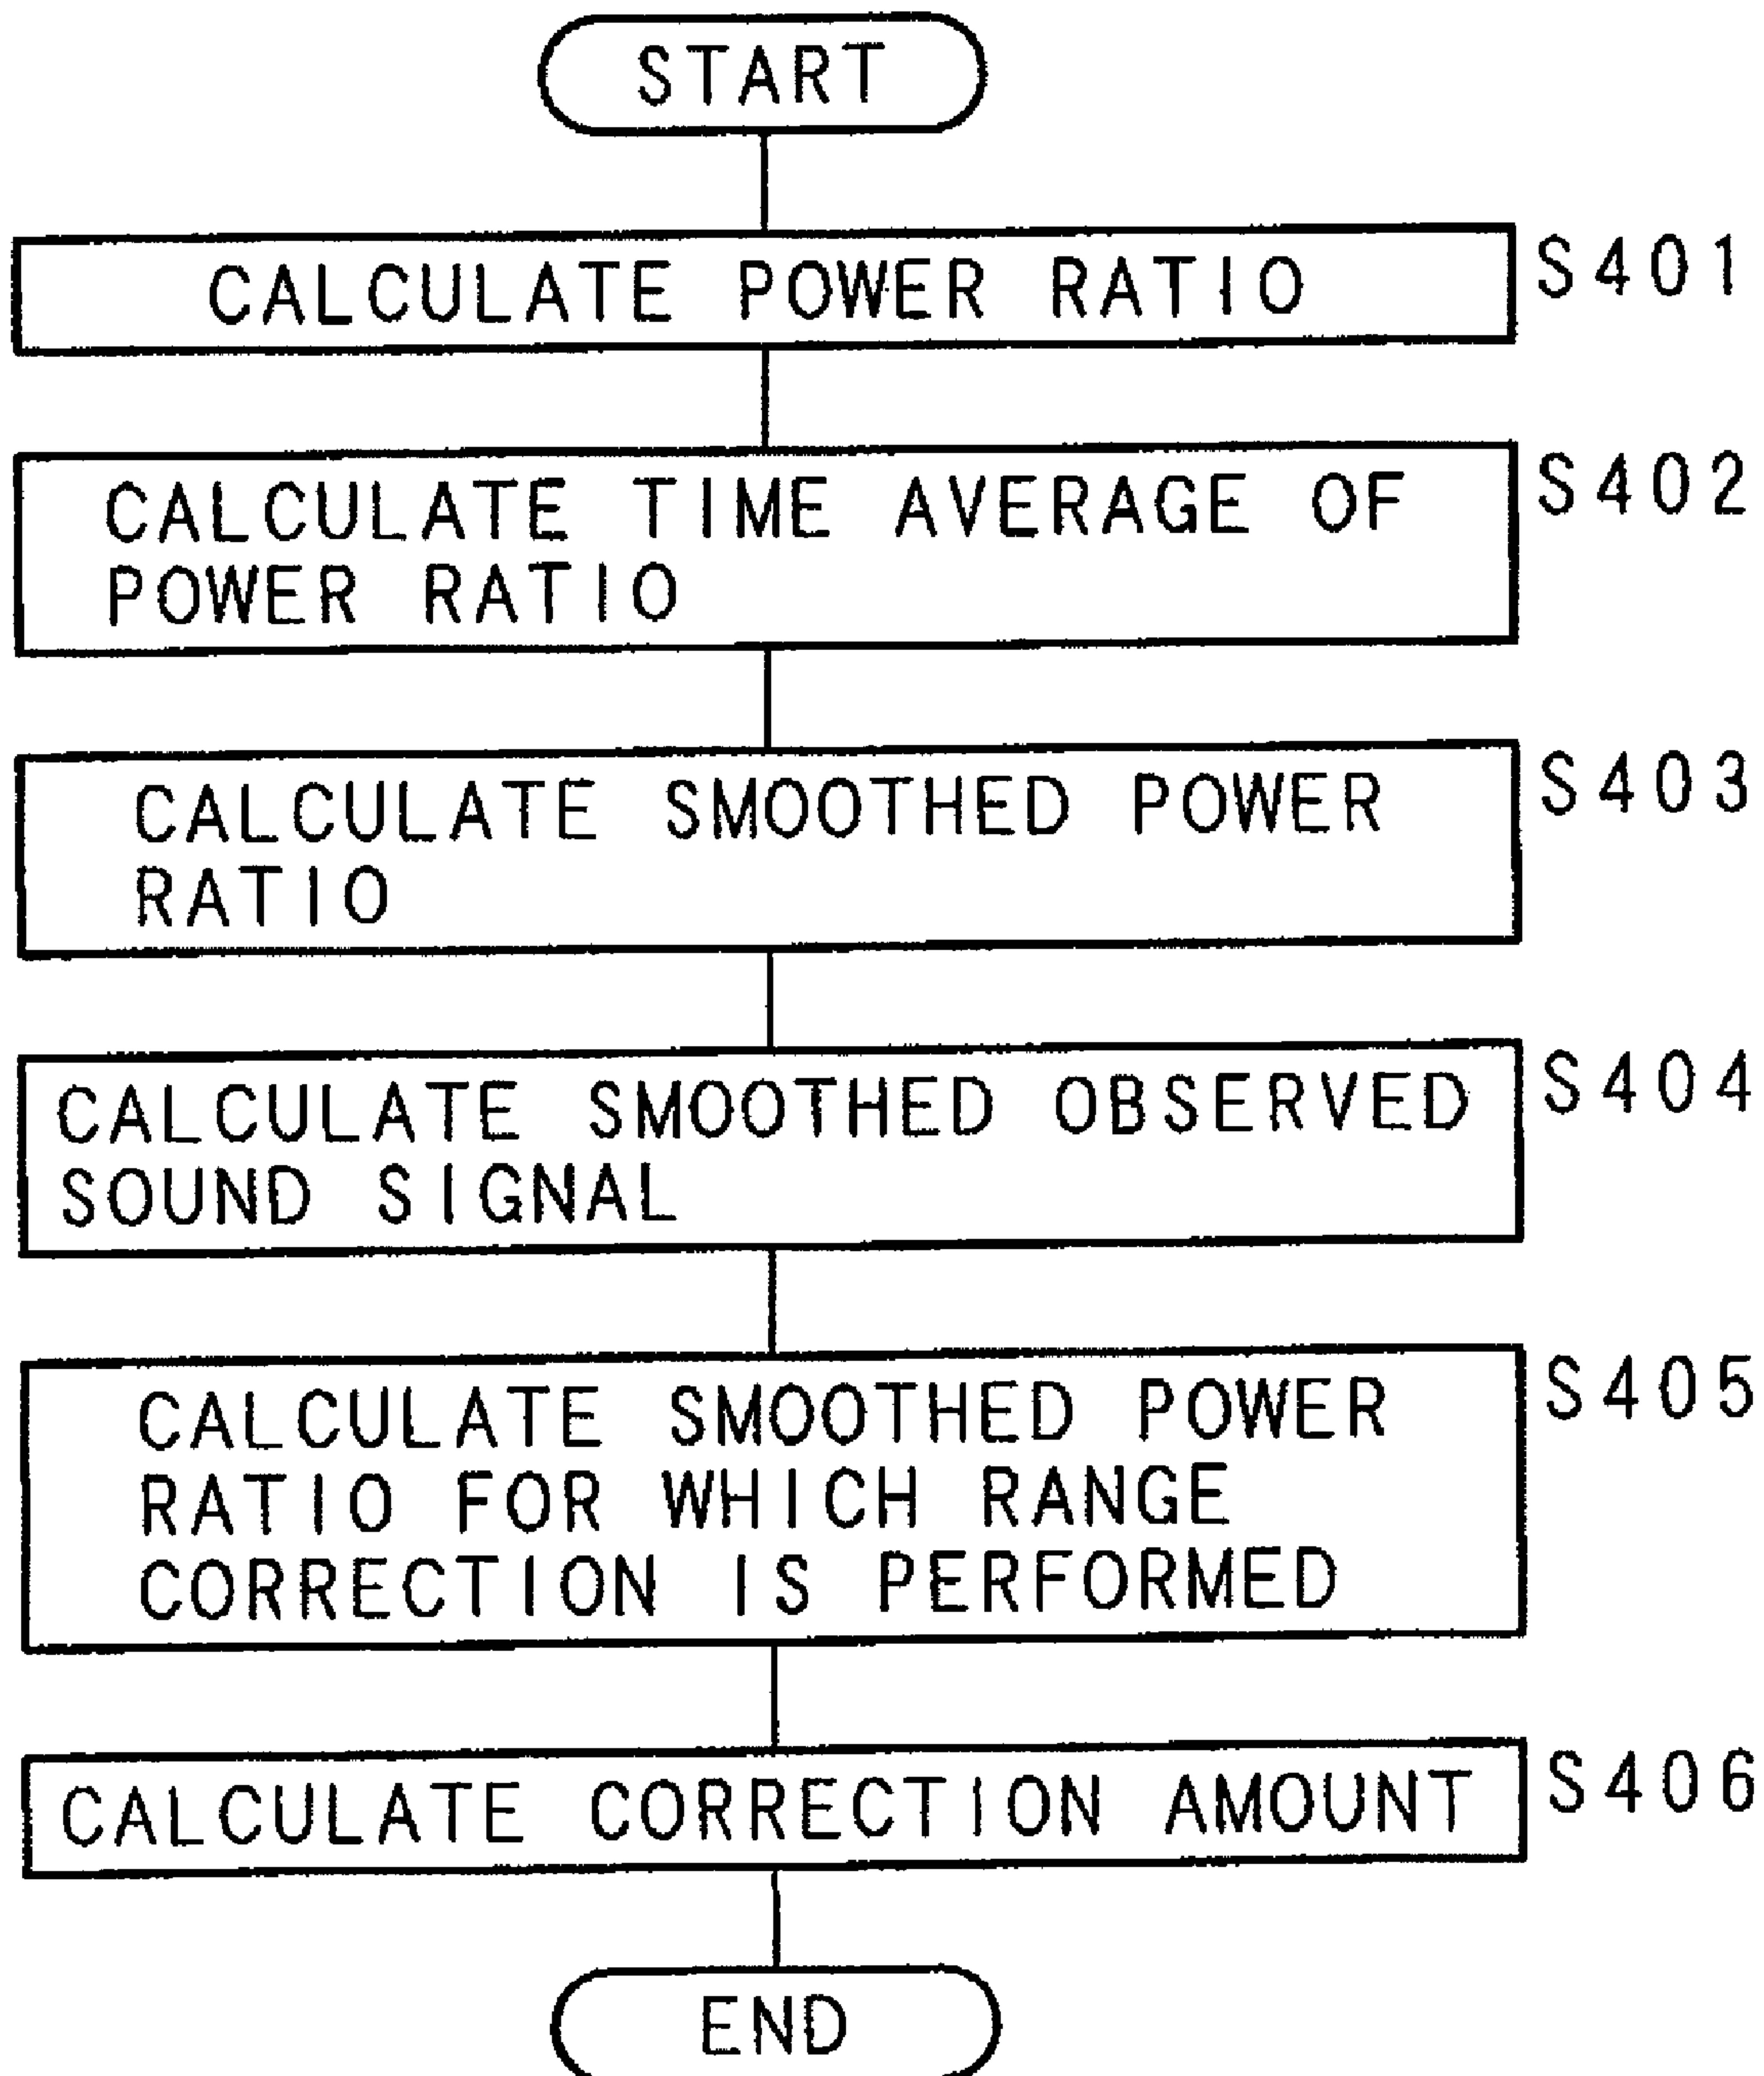 START
CALCULATE POWER RATIO
S401
CALCULATE TIME AVERAGE OF
POWER RATIO
S402
CALCULATE SMOOTHED POWER
RATIO
S403
CALCULATE SMOOTHED OBSERVED
SOUND SIGNAL
S404
CALCULATE SMOOTHED POWER
RATIO FOR WHICH RANGE
CORRECTION IS PERFORMED
S405
CALCULATE CORRECTION AMOUNT
S406
END